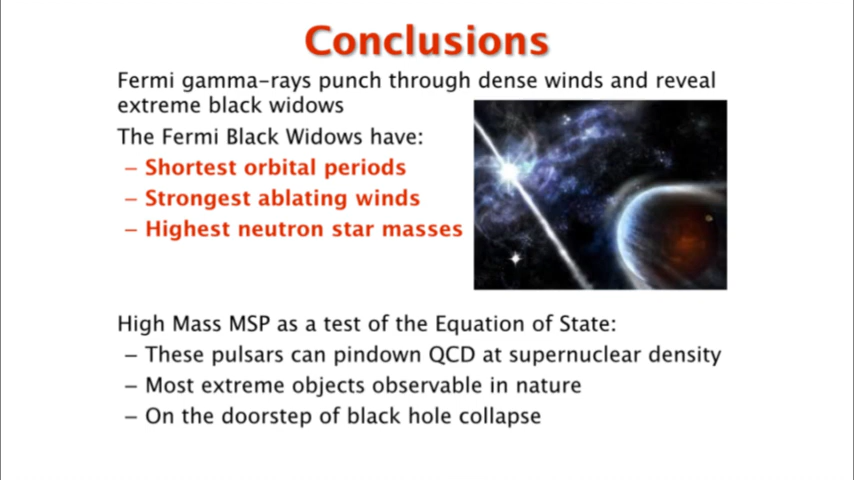 Conclusions
Fermi gamma-rays punch through dense winds and reveal
extreme black widows
The Fermi Black Widows have:
– Shortest orbital periods
– Strongest ablating winds
– Highest neutron star masses
High Mass MSP as a test of the Equation of State:
– These pulsars can pindown QCD at supernuclear density
– Most extreme objects observable in nature
– On the doorstep of black hole collapse